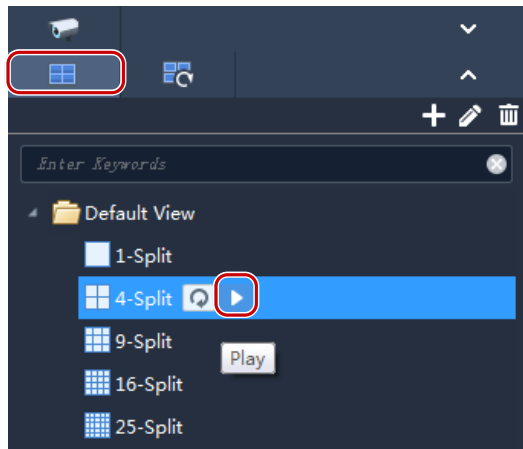 Enter Keywords
Default View
1-Split
4-Split
9-Split
Play
16-Split
25-Split